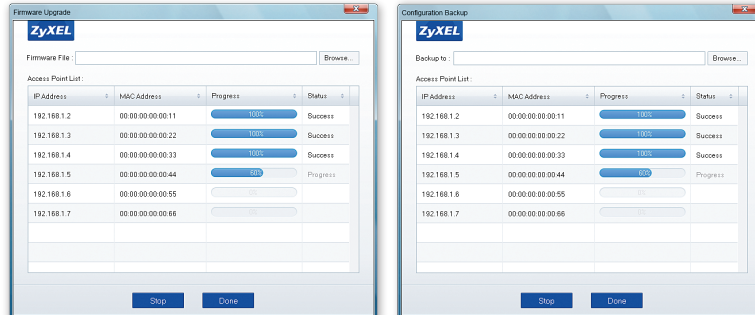 Firmware Upgrade
ZyXEL
Firmware File :
Browse...
Access Point List :
IP Address MAC Address Progress Status
192.168.1.2 00:00:00:00:00:11 100% Success
192.168.1.3 00:00:00:00:00:22 100% Success
192.168.1.4 00:00:00:00:00:33 100% Success
192.168.1.5 00:00:00:00:00:44 60% Progress
192.168.1.6 00:00:00:00:00:55
192.168.1.7 00:00:00:00:00:66
Stop Done
Configuration Backup
ZyXEL
Backup to :
Browse...
Access Point List :
IP Address MAC Address Progress Status
192.168.1.2 00:00:00:00:00:11 100% Success
192.168.1.3 00:00:00:00:00:22 100% Success
192.168.1.4 00:00:00:00:00:33 100% Success
192.168.1.5 00:00:00:00:00:44 60% Progress
192.168.1.6 00:00:00:00:00:55
192.168.1.7 00:00:00:00:00:66
Stop Done